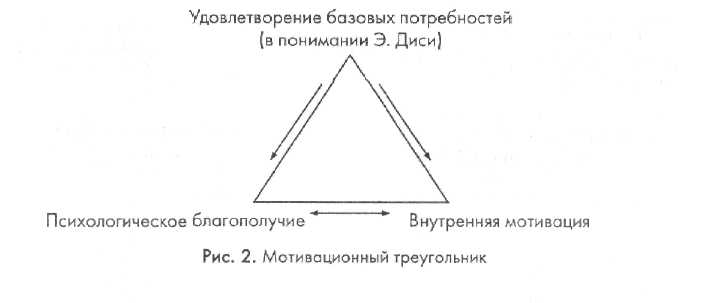 Удовлетворение базовых потребностей
(в понимании Э. Диси)
Психологическое благополучие
Внутренняя мотивация
Рис. 2. Мотивационный треугольник